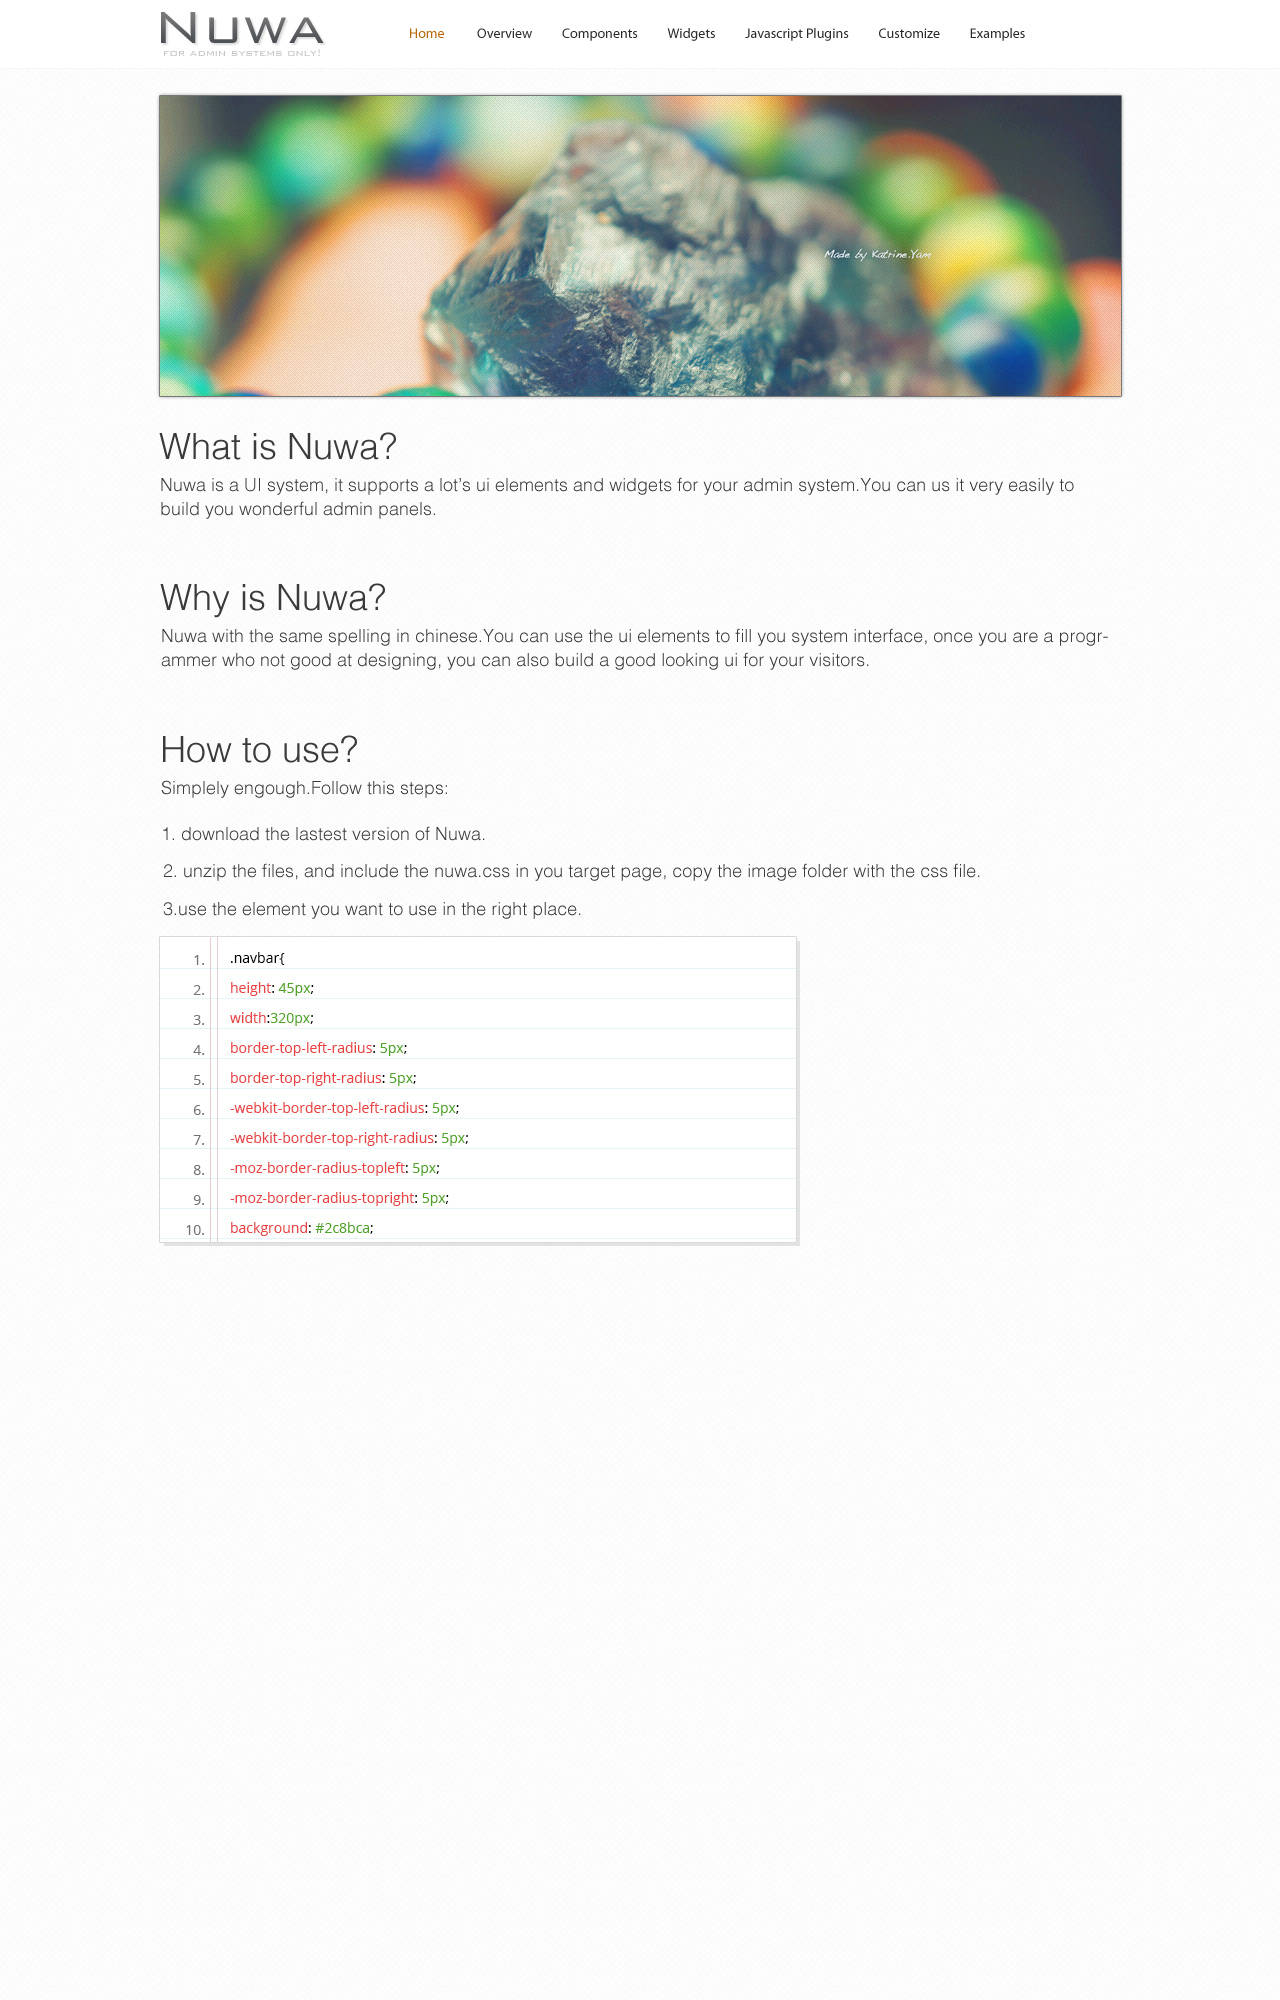 NUWA
FOR ADMIN SYSTEMS ONLY!
Home Overview Components Widgets Javascript Plugins Customize Examples
Made by Katrine.Yam
What is Nuwa?
Nuwa is a UI system, it supports a lot’s ui elements and widgets for your admin system.You can us it very easily to
build you wonderful admin panels.
Why is Nuwa?
Nuwa with the same spelling in chinese.You can use the ui elements to fill you system interface, once you are a progr-
ammer who not good at designing, you can also build a good looking ui for your visitors.
How to use?
Simplely engough.Follow this steps:
1. download the lastest version of Nuwa.
2. unzip the files, and include the nuwa.css in you target page, copy the image folder with the css file.
3.use the element you want to use in the right place.
1. .navbar{
2. height: 45px;
3. width:320px;
4. border-top-left-radius: 5px;
5. border-top-right-radius: 5px;
6. -webkit-border-top-left-radius: 5px;
7. -webkit-border-top-right-radius: 5px;
8. -moz-border-radius-topleft: 5px;
9. -moz-border-radius-topright: 5px;
10. background: #2c8bca;